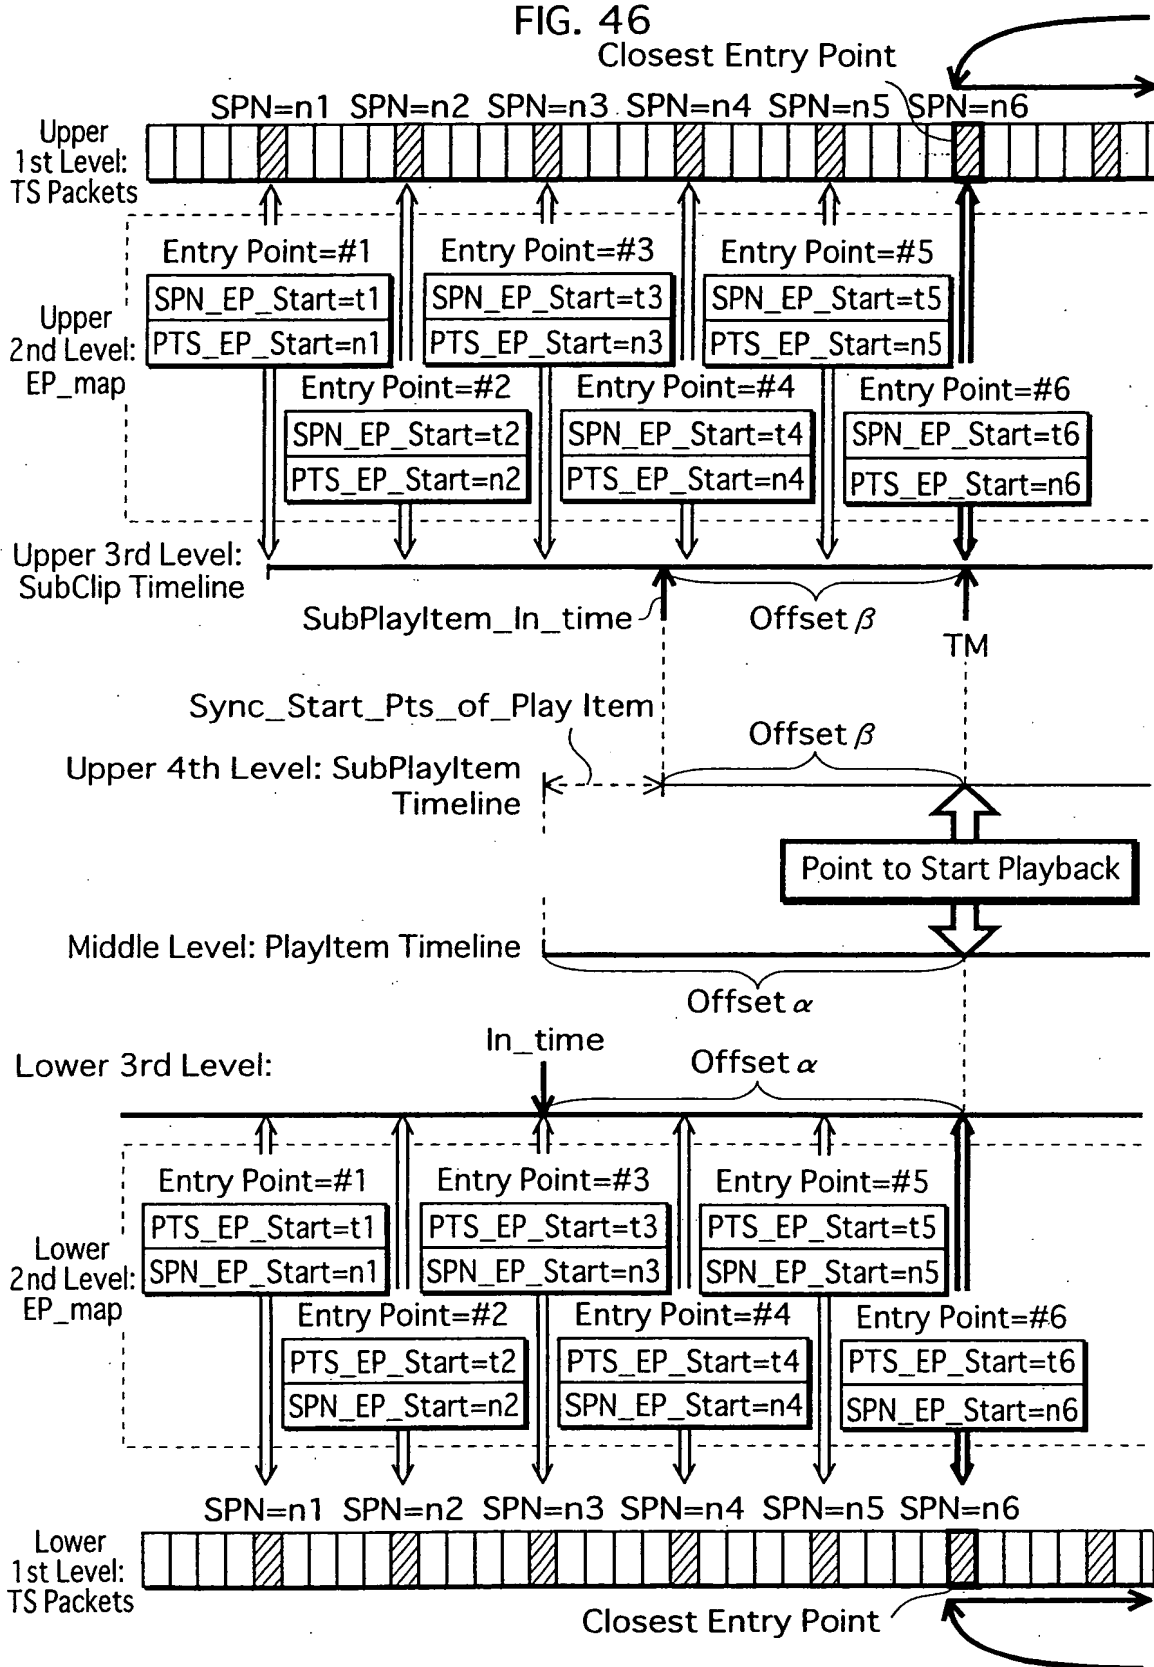 FIG. 46
Closest Entry Point
SPN=n1 SPN=n2 SPN=n3 SPN=n4 SPN=n5 SPN=n6
Upper
1st Level:
TS Packets
Entry Point=#1 Entry Point=#3 Entry Point=#5
SPN_EP_Start=t1 SPN_EP_Start=t3 SPN_EP_Start=t5
PTS_EP_Start=n1 PTS_EP_Start=n3 PTS_EP_Start=n5
Upper
2nd Level:
EP_map
Entry Point=#2 Entry Point=#4 Entry Point=#6
SPN_EP_Start=t2 SPN_EP_Start=t4 SPN_EP_Start=t6
PTS_EP_Start=n2 PTS_EP_Start=n4 PTS_EP_Start=n6
Upper 3rd Level:
SubClip Timeline
SubPlayItem_In_time
Offset β
TM
Sync_Start_Pts_of_Play Item
Offset β
Upper 4th Level: SubPlayItem
Timeline
Point to Start Playback
Middle Level: PlayItem Timeline
Offset α
In_time
Offset α
Lower 3rd Level:
Entry Point=#1 Entry Point=#3 Entry Point=#5
PTS_EP_Start=t1 PTS_EP_Start=t3 PTS_EP_Start=t5
SPN_EP_Start=n1 SPN_EP_Start=n3 SPN_EP_Start=n5
Lower
2nd Level:
EP_map
Entry Point=#2 Entry Point=#4 Entry Point=#6
PTS_EP_Start=t2 PTS_EP_Start=t4 PTS_EP_Start=t6
SPN_EP_Start=n2 SPN_EP_Start=n4 SPN_EP_Start=n6
SPN=n1 SPN=n2 SPN=n3 SPN=n4 SPN=n5 SPN=n6
Lower
1st Level:
TS Packets
Closest Entry Point